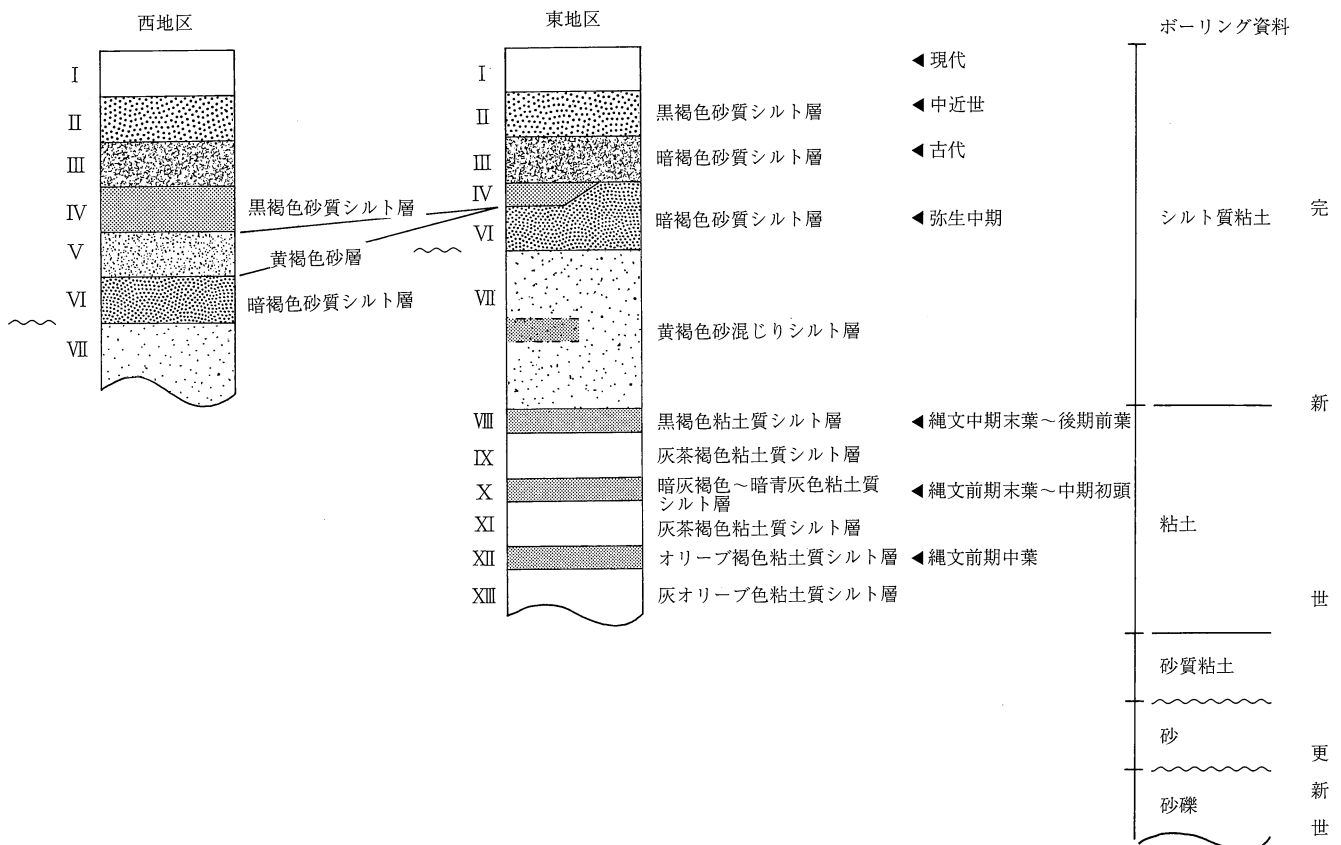 西地区
Ⅰ
Ⅱ
Ⅲ
Ⅳ
Ⅴ
Ⅵ
Ⅶ
黒褐色砂質シルト層
黄褐色砂層
暗褐色砂質シルト層
東地区
Ⅰ
Ⅱ
Ⅲ
Ⅳ
Ⅵ
Ⅶ
Ⅷ
Ⅸ
Ⅹ
Ⅺ
Ⅻ
XIII
黒褐色砂質シルト層
暗褐色砂質シルト層
暗褐色砂質シルト層
黄褐色砂混じりシルト層
黒褐色粘土質シルト層
灰茶褐色粘土質シルト層
暗灰褐色～暗青灰色粘土質
シルト層
灰茶褐色粘土質シルト層
オリーブ褐色粘土質シルト層
灰オリーブ色粘土質シルト層
◀現代
◀中近世
◀古代
◀弥生中期
◀縄文中期末葉～後期前葉
◀縄文前期末葉～中期初頭
◀縄文前期中葉
ボーリング資料
シルト質粘土
粘土
砂質粘土
砂
砂礫
完新世
更新世